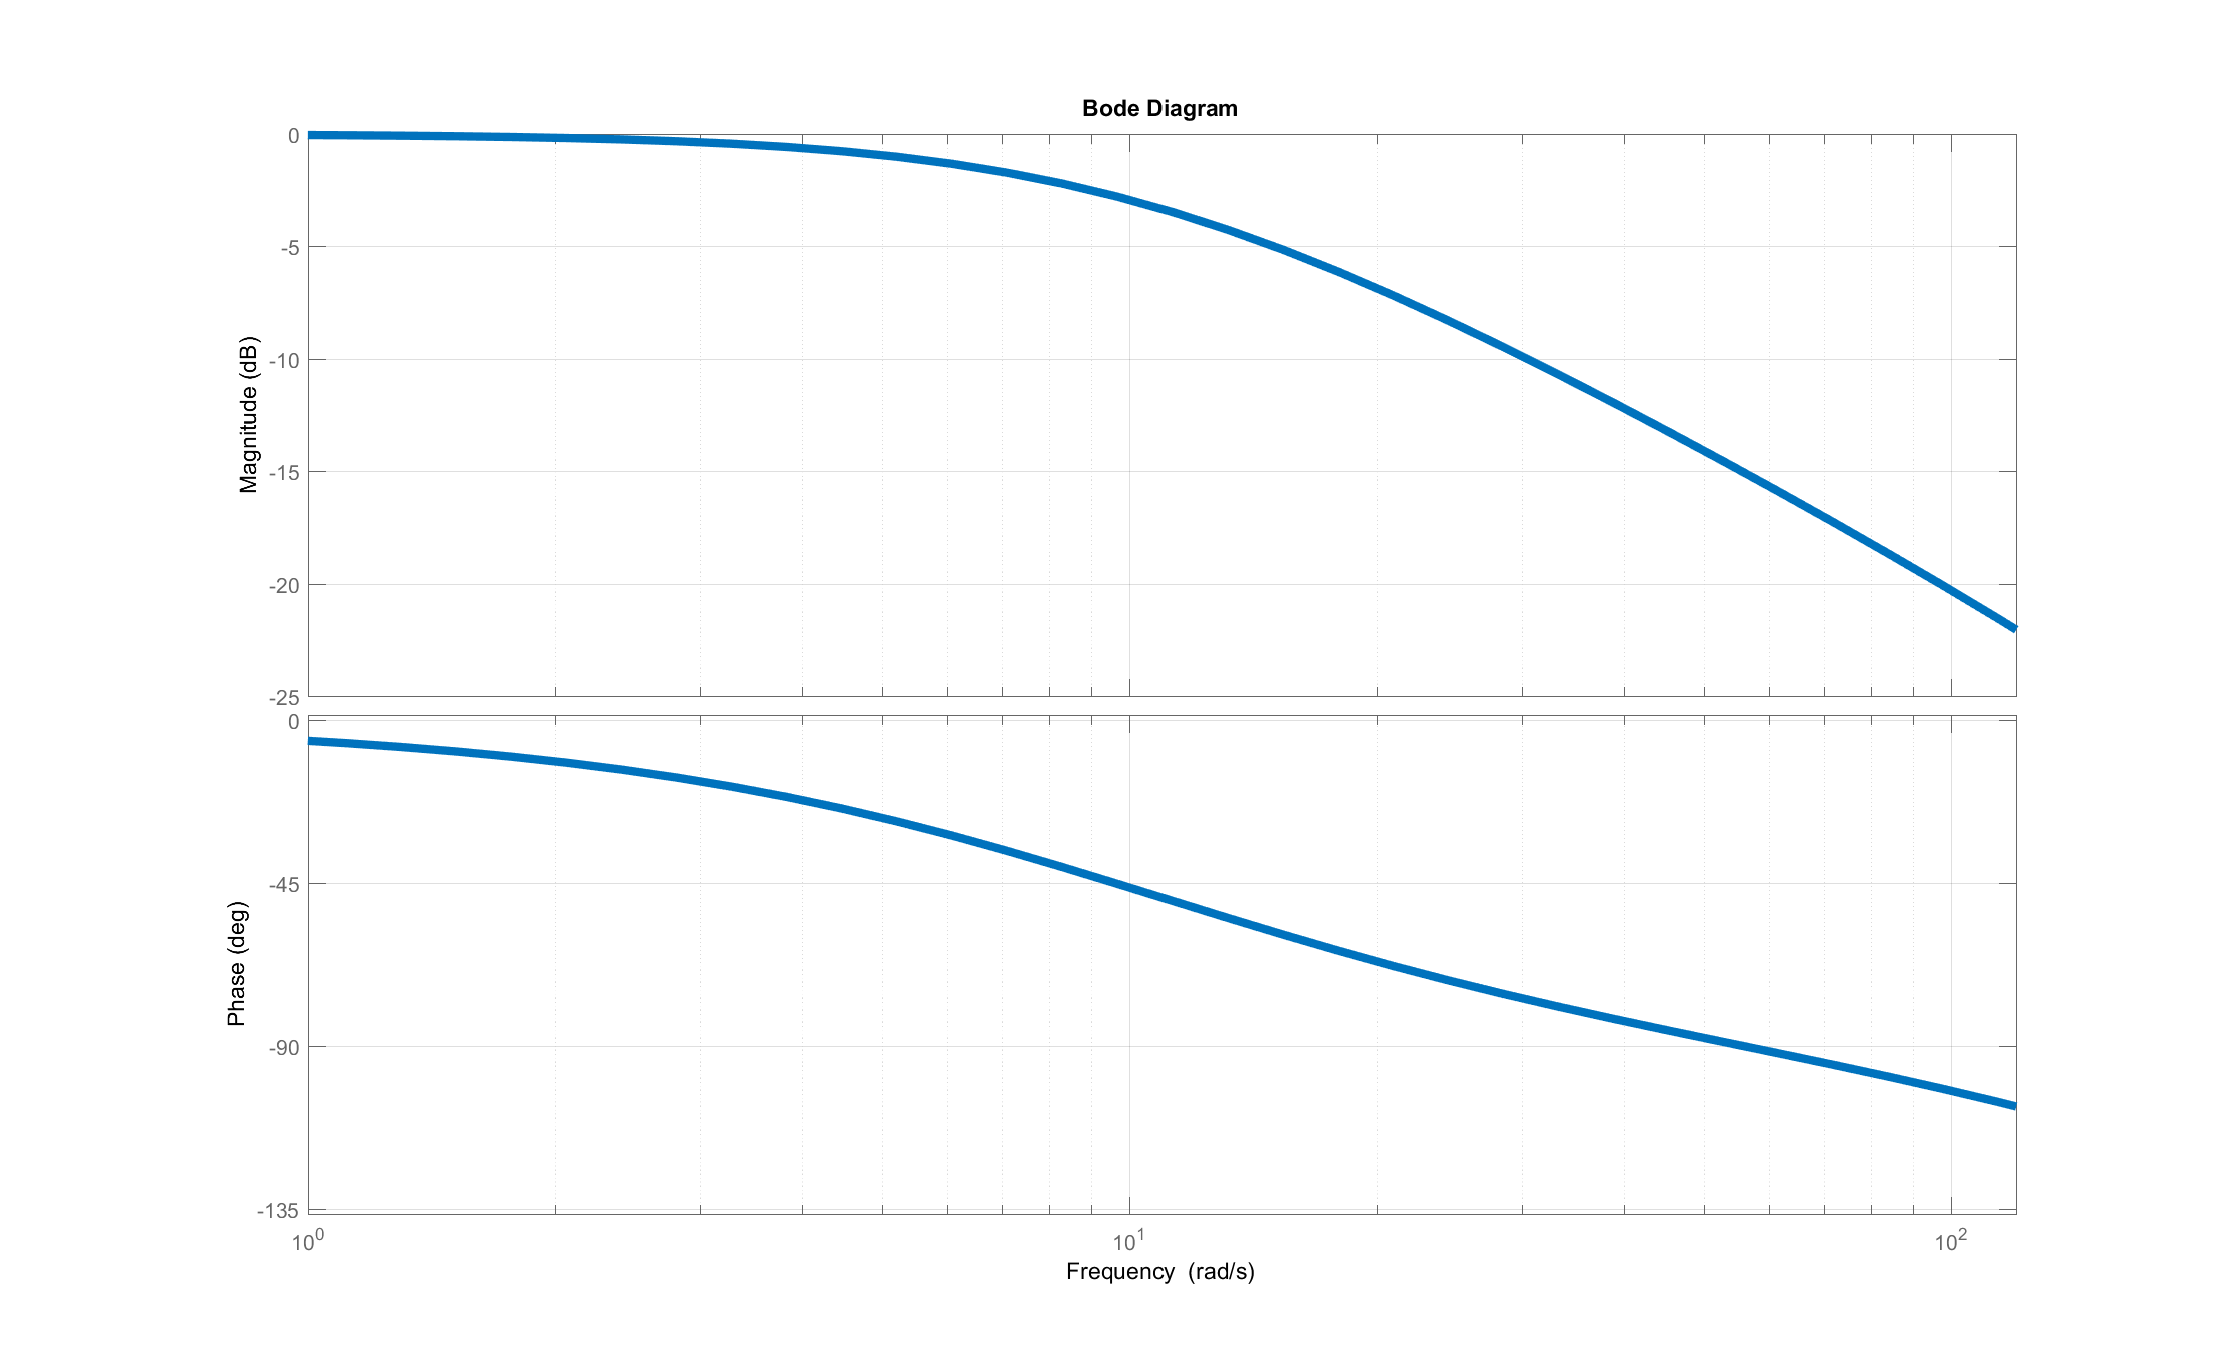 Bode Diagram
Magnitude (dB)
0
-5
-10
-15
-20
-25
Phase (deg)
0
-45
-90
-135
10⁰ 10¹ 10²
Frequency (rad/s)